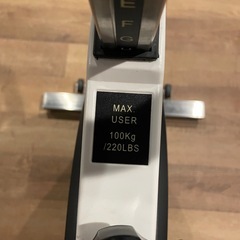 E
F
G
MAX.
USER
100Kg
/220LBS